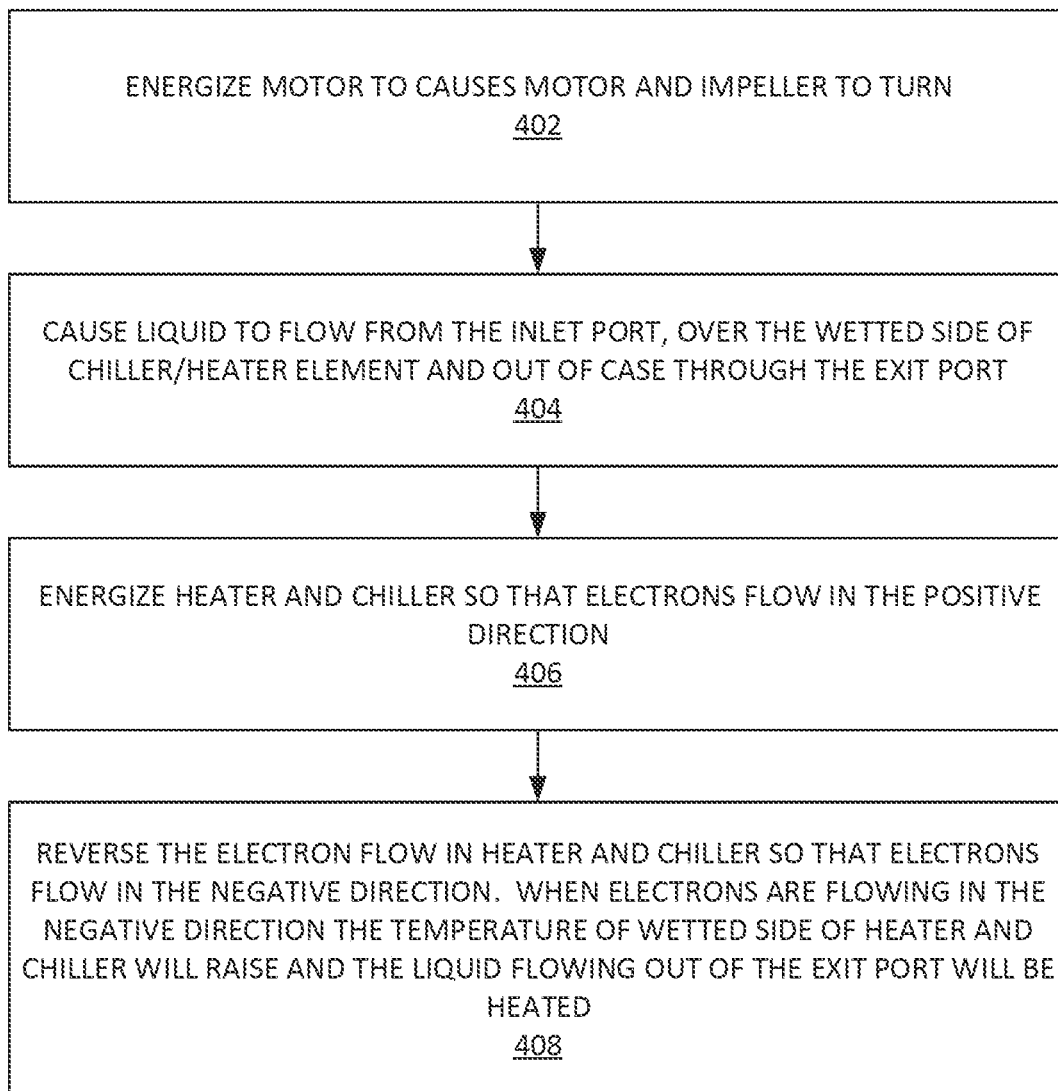 ENERGIZE MOTOR TO CAUSES MOTOR AND IMPELLER TO TURN
402
CAUSE LIQUID TO FLOW FROM THE INLET PORT, OVER THE WETTED SIDE OF
CHILLER/HEATER ELEMENT AND OUT OF CASE THROUGH THE EXIT PORT
404
ENERGIZE HEATER AND CHILLER SO THAT ELECTRONS FLOW IN THE POSITIVE
DIRECTION
406
REVERSE THE ELECTRON FLOW IN HEATER AND CHILLER SO THAT ELECTRONS
FLOW IN THE NEGATIVE DIRECTION.  WHEN ELECTRONS ARE FLOWING IN THE
NEGATIVE DIRECTION THE TEMPERATURE OF WETTED SIDE OF HEATER AND
CHILLER WILL RAISE AND THE LIQUID FLOWING OUT OF THE EXIT PORT WILL BE
HEATED
408